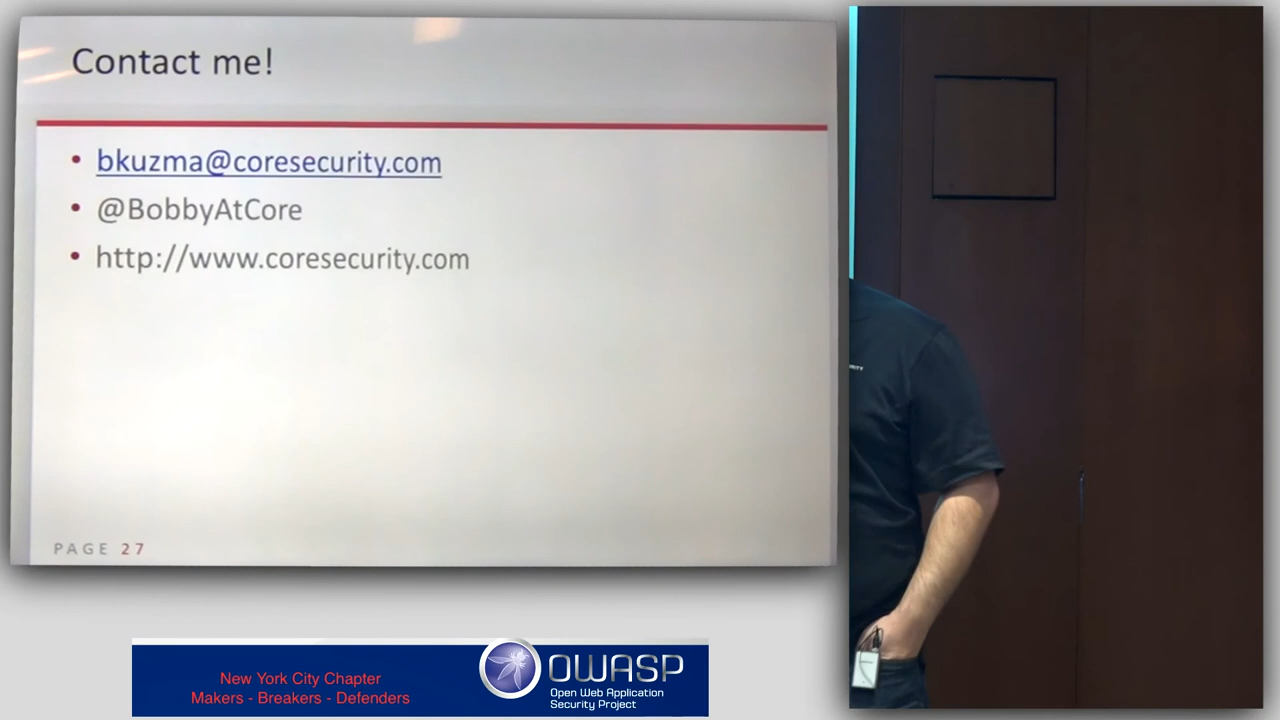 Contact me!
• bkuzma@coresecurity.com
• @BobbyAtCore
• http://www.coresecurity.com
PAGE 27
New York City Chapter
Makers - Breakers - Defenders
OWASP
Open Web Application
Security Project